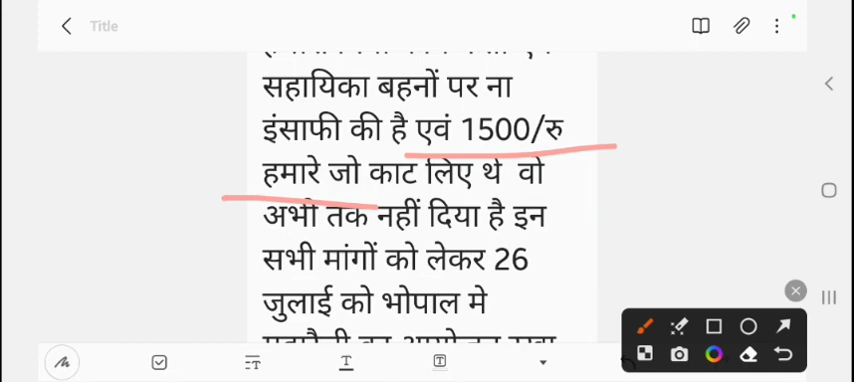 Title
सहायिका बहनों पर ना
इंसाफी की है एवं 1500/रु
हमारे जो काट लिए थे वो
अभी तक नहीं दिया है इन
सभी मांगों को लेकर 26
जुलाई को भोपाल मे